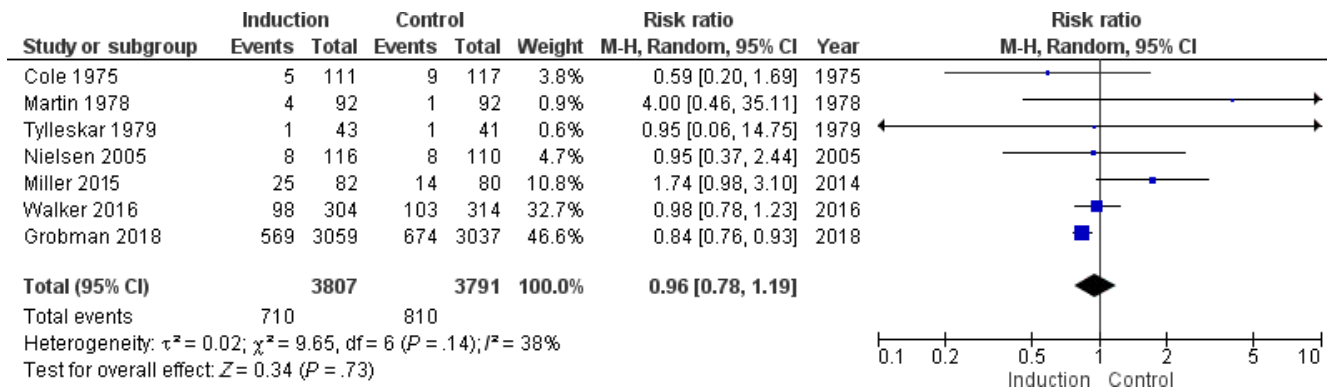 Induction Control Risk ratio Risk ratio
Study or subgroup Events Total Events Total Weight M-H, Random, 95% CI Year M-H, Random, 95% CI
Cole 1975 5 111 9 117 3.8% 0.59 [0.20, 1.69] 1975
Martin 1978 4 92 1 92 0.9% 4.00 [0.46, 35.11] 1978
Tylleskar 1979 1 43 1 41 0.6% 0.95 [0.06, 14.75] 1979
Nielsen 2005 8 116 8 110 4.7% 0.95 [0.37, 2.44] 2005
Miller 2015 25 82 14 80 10.8% 1.74 [0.98, 3.10] 2014
Walker 2016 98 304 103 314 32.7% 0.98 [0.78, 1.23] 2016
Grobman 2018 569 3059 674 3037 46.6% 0.84 [0.76, 0.93] 2018
Total (95% CI) 3807 3791 100.0% 0.96 [0.78, 1.19]
Total events 710 810
Heterogeneity: τ² = 0.02; χ² = 9.65, df = 6 (P = .14); I² = 38%
Test for overall effect: Z = 0.34 (P = .73)
0.1 0.2 0.5 1 2 5 10
Induction Control